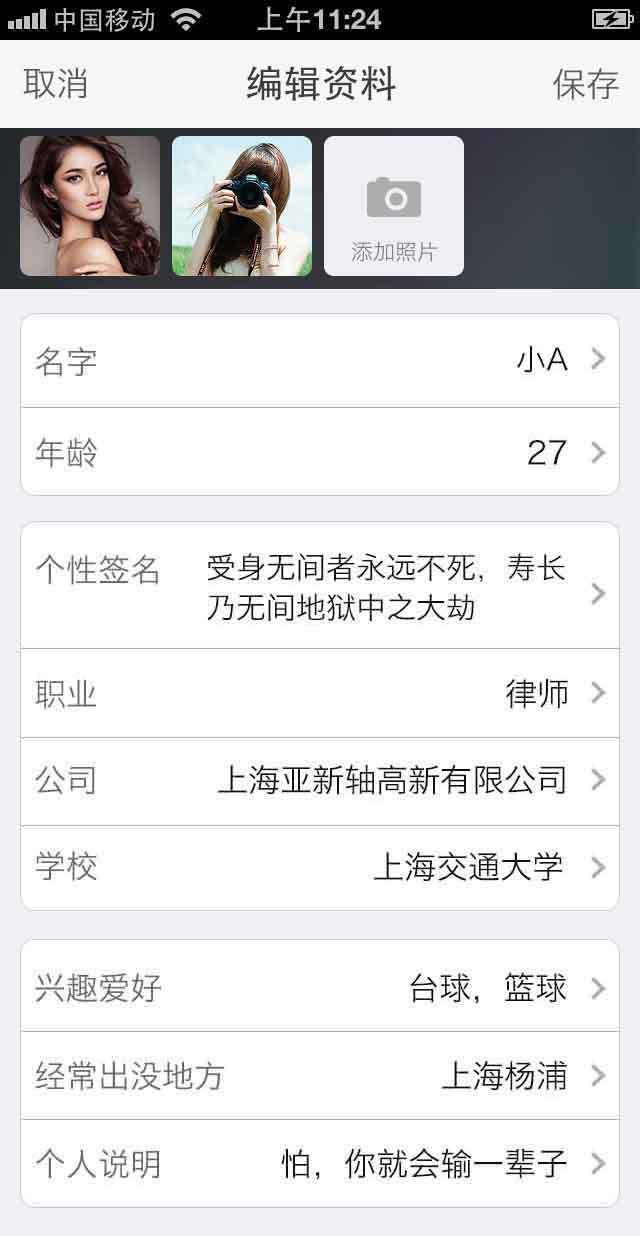 中国移动 上午11:24
取消 编辑资料 保存
添加照片
名字 小A
年龄 27
个性签名 受身无间者永远不死，寿长
乃无间地狱中之大劫
职业 律师
公司 上海亚新轴高新有限公司
学校 上海交通大学
兴趣爱好 台球，篮球
经常出没地方 上海杨浦
个人说明 怕，你就会输一辈子